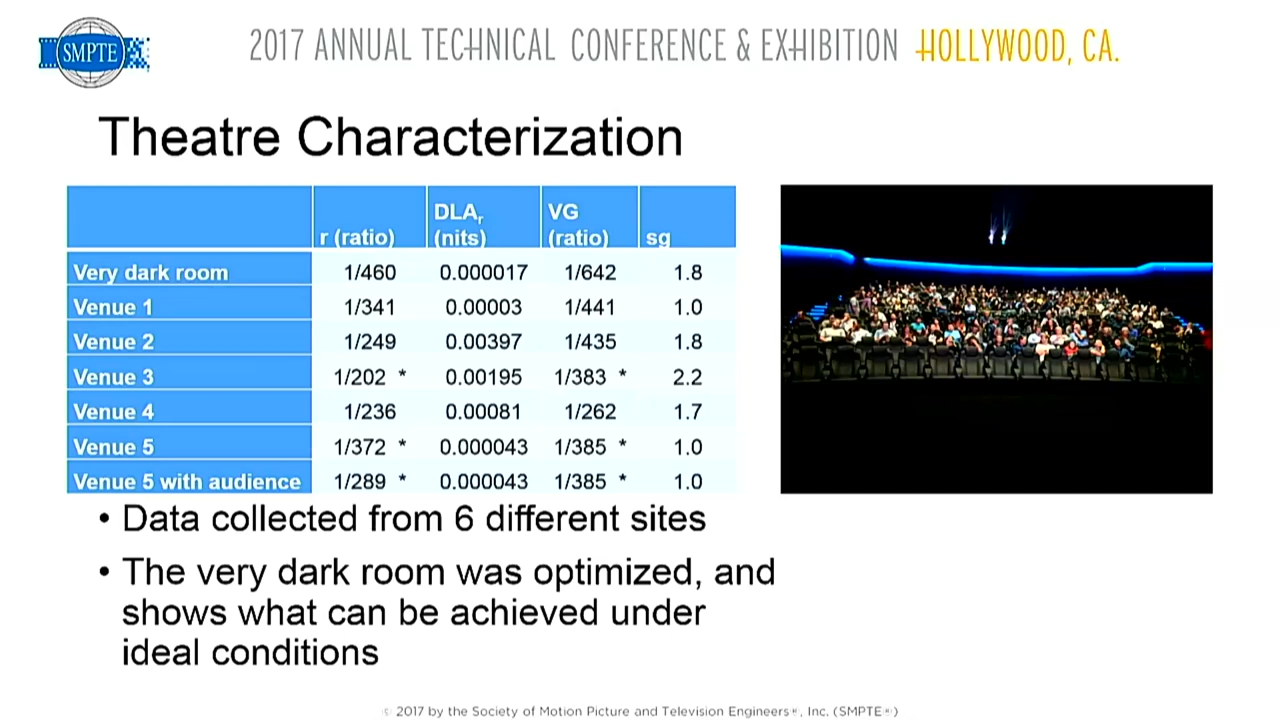 SMPTE
2017 ANNUAL TECHNICAL CONFERENCE & EXHIBITION HOLLYWOOD, CA.
Theatre Characterization
r (ratio) DLAr (nits) VG (ratio) sg
Very dark room 1/460 0.000017 1/642 1.8
Venue 1 1/341 0.00003 1/441 1.0
Venue 2 1/249 0.00397 1/435 1.8
Venue 3 1/202 * 0.00195 1/383 * 2.2
Venue 4 1/236 0.00081 1/262 1.7
Venue 5 1/372 * 0.000043 1/385 * 1.0
Venue 5 with audience 1/289 * 0.000043 1/385 * 1.0
• Data collected from 6 different sites
• The very dark room was optimized, and
shows what can be achieved under
ideal conditions
© 2017 by the Society of Motion Picture and Television Engineers®, Inc. (SMPTE®)